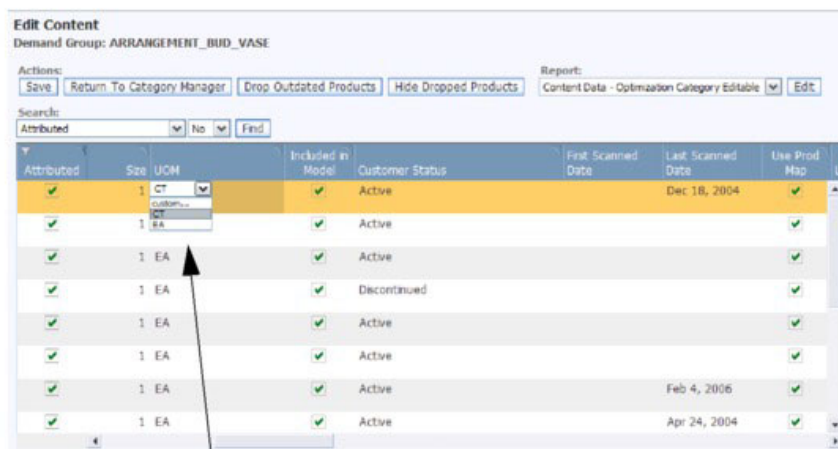 Edit Content
Demand Group: ARRANGEMENT_BUD_VASE
Actions: Report:
Save Return To Category Manager Drop Outdated Products Hide Dropped Products Content Data - Optimization Category Editable Edit
Search:
Attributed No Find
Attributed Size UOM Included in Model Customer Status First Scanned Date Last Scanned Date Use Prod Map
1 CT Active Dec 18, 2004
custom...
CT
1 EA Active
1 EA Active
1 EA Discontinued
1 EA Active
1 EA Active
1 EA Active Feb 4, 2006
1 EA Active Apr 24, 2004